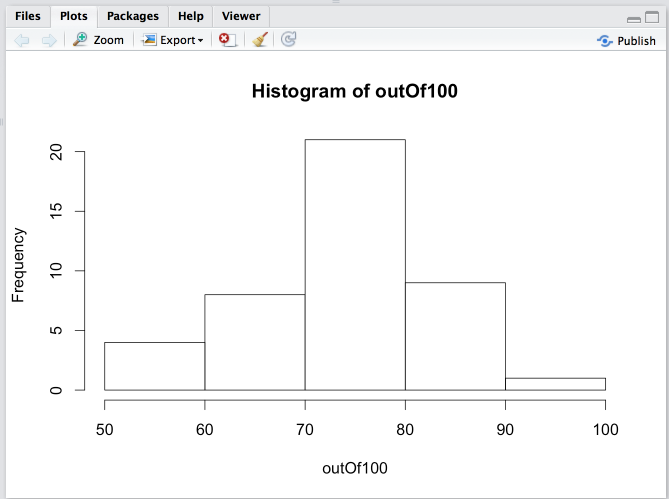 Files Plots Packages Help Viewer
Zoom Export Publish
Histogram of outOf100
Frequency
20
15
10
5
0
50 60 70 80 90 100
outOf100